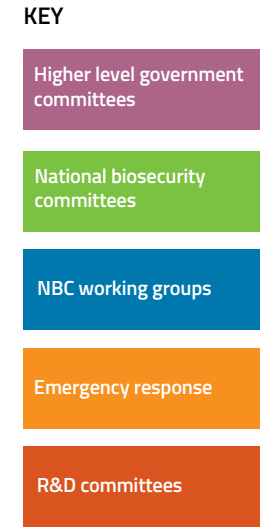 KEY
Higher level government
committees
National biosecurity
committees
NBC working groups
Emergency response
R&D committees